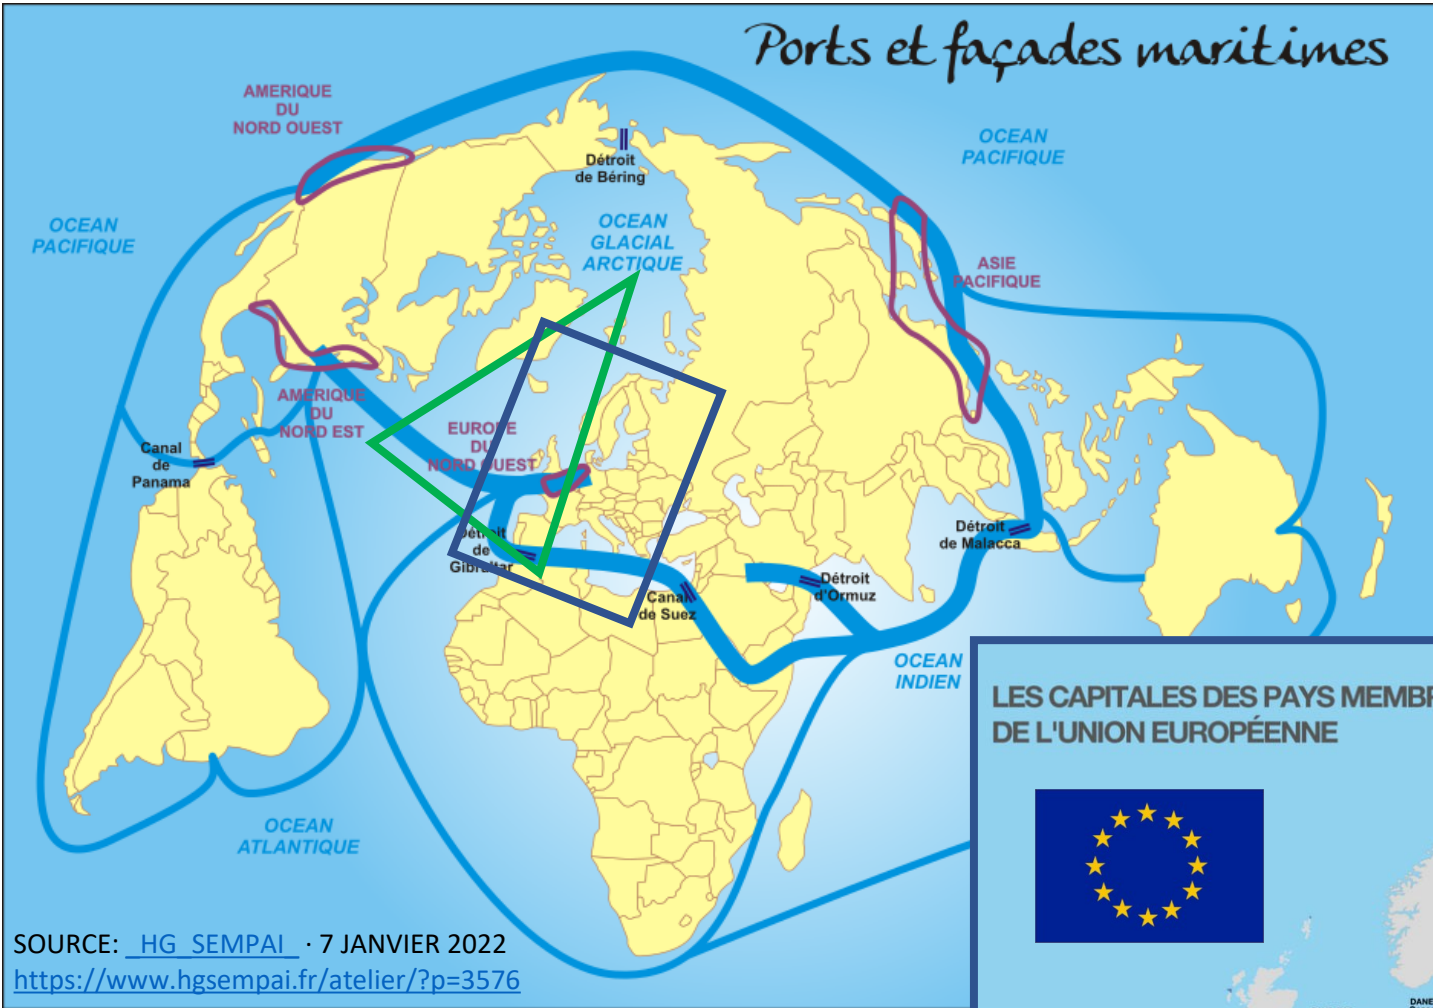 Ports et façades maritimes
AMERIQUE
DU
NORD OUEST
OCEAN
PACIFIQUE
Détroit
de Béring
OCEAN
PACIFIQUE
OCEAN
GLACIAL
ARCTIQUE
ASIE
PACIFIQUE
AMERIQUE
DU
NORD EST
EUROPE
DU
NORD OUEST
Canal
de
Panama
Détroit
de
Gibraltar
Détroit
de Malacca
Canal
de Suez
Détroit
d'Ormuz
OCEAN
INDIEN
OCEAN
ATLANTIQUE
LES CAPITALES DES PAYS MEMBR
DE L'UNION EUROPÉENNE
DANE
SOURCE: _HG_SEMPAI_ · 7 JANVIER 2022
https://www.hgsempai.fr/atelier/?p=3576